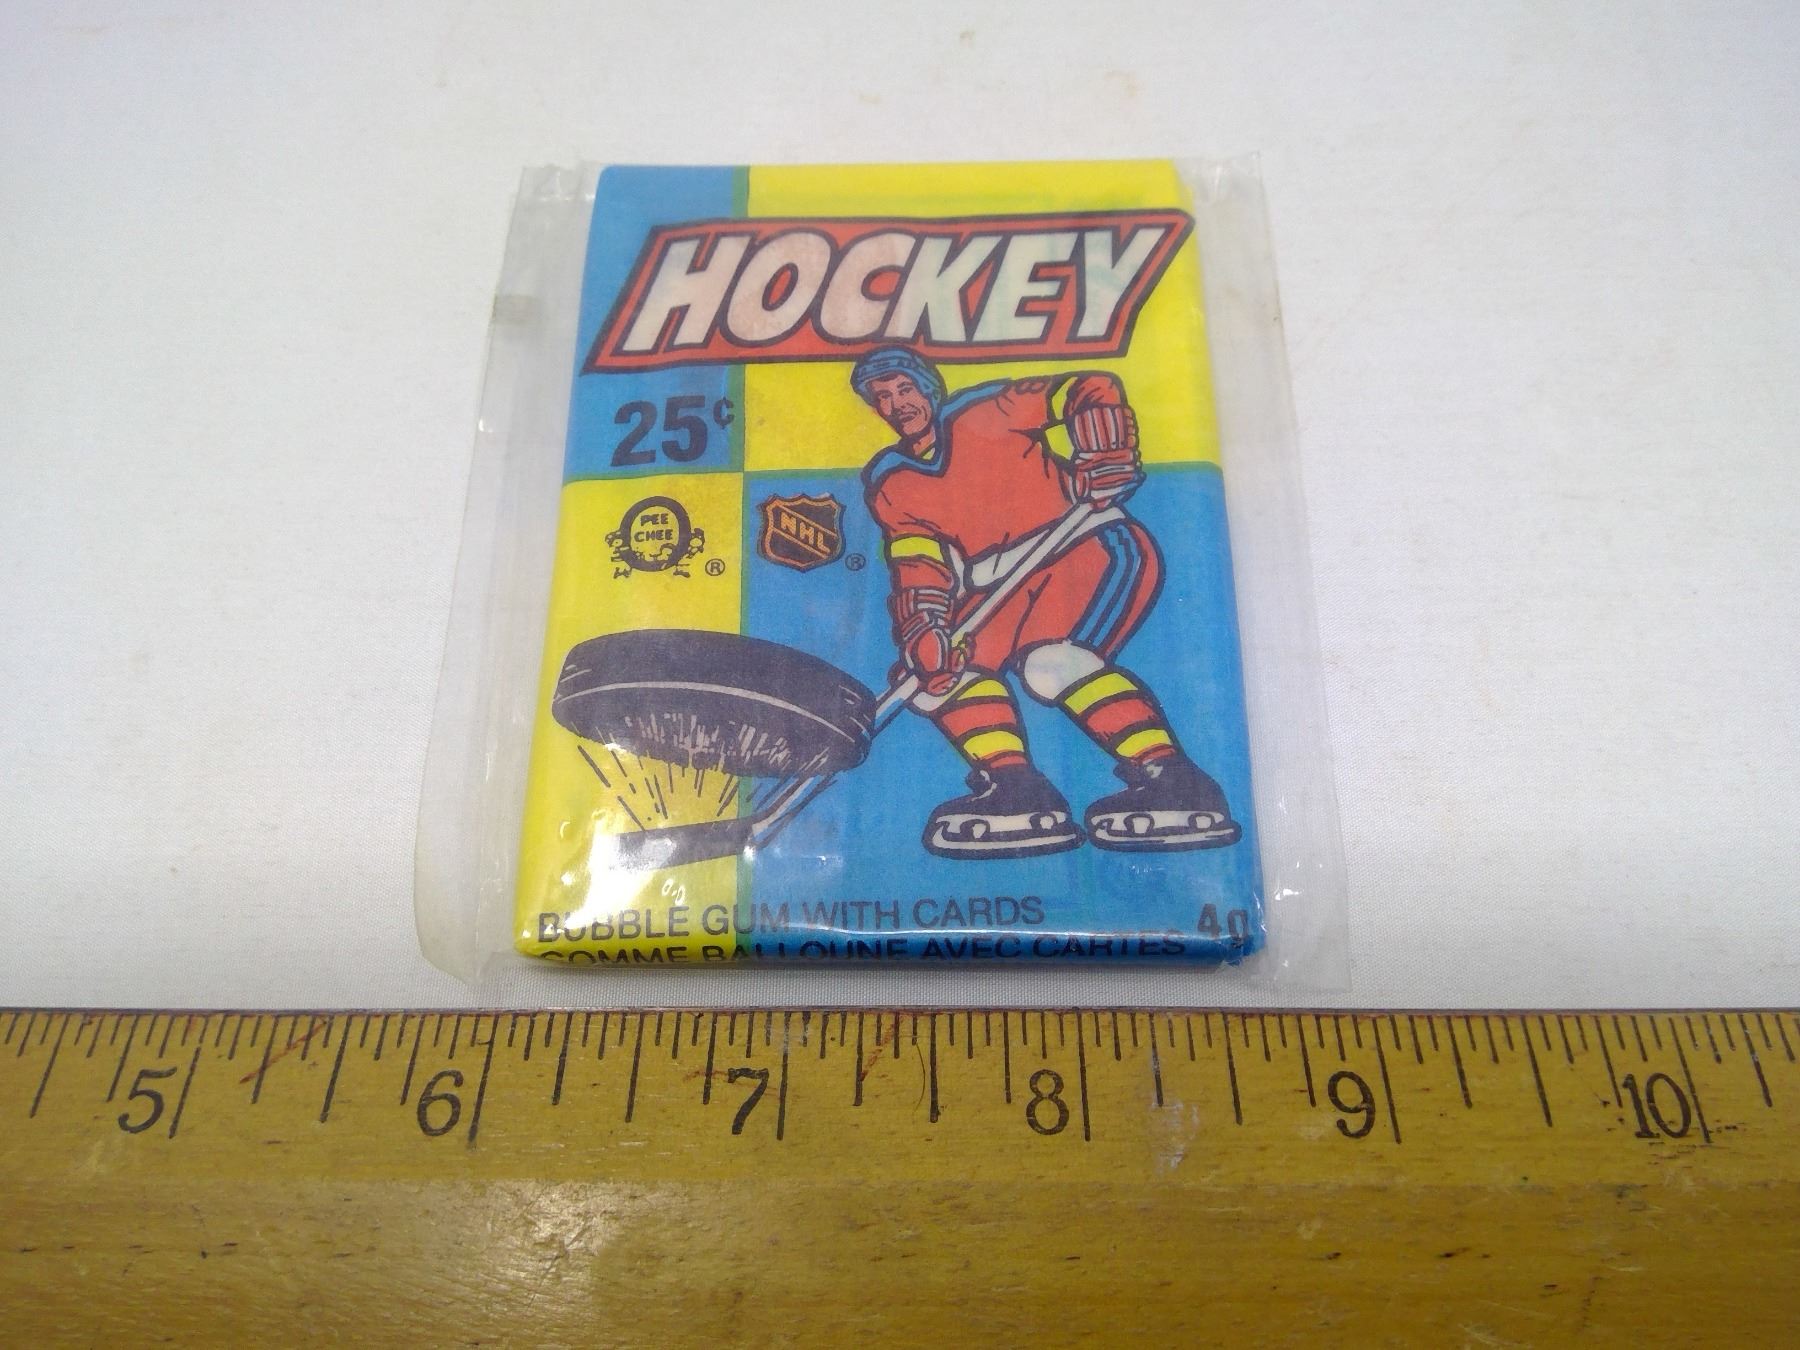 HOCKEY
25¢
PEE
CHEE
®
NHL
®
BUBBLE GUM WITH CARDS
4g
GOMME BALLOUNE AVEC CARTES
5 6 7 8 9 10